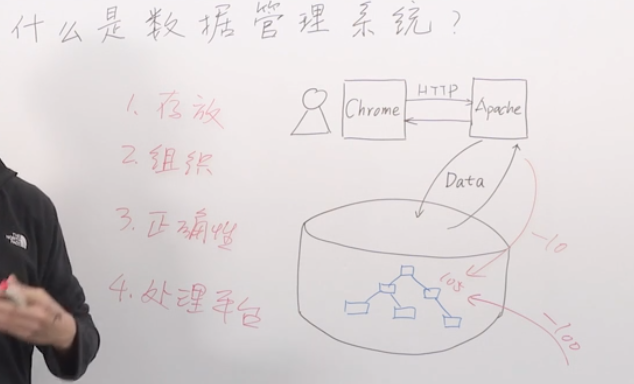 什么是数据管理系统?
1. 存放
2. 组织
3. 正确性
4. 处理平台
Chrome
HTTP
Apache
Data
-10
-100